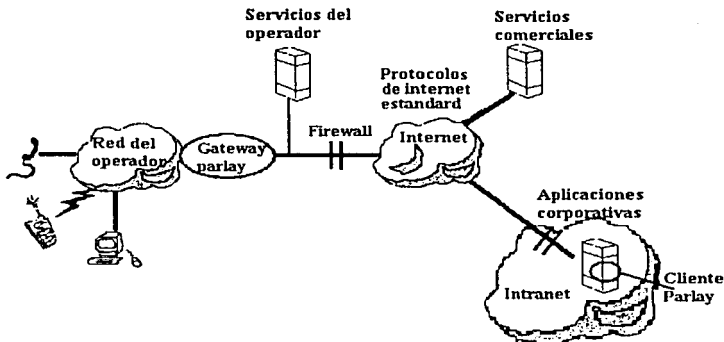 Servicios del
operador
Servicios
comerciales
Protocolos
de internet
estandard
Red del
operador
Gateway
parlay
Firewall
Internet
Aplicaciones
corporativas
Intranet
Cliente
Parlay